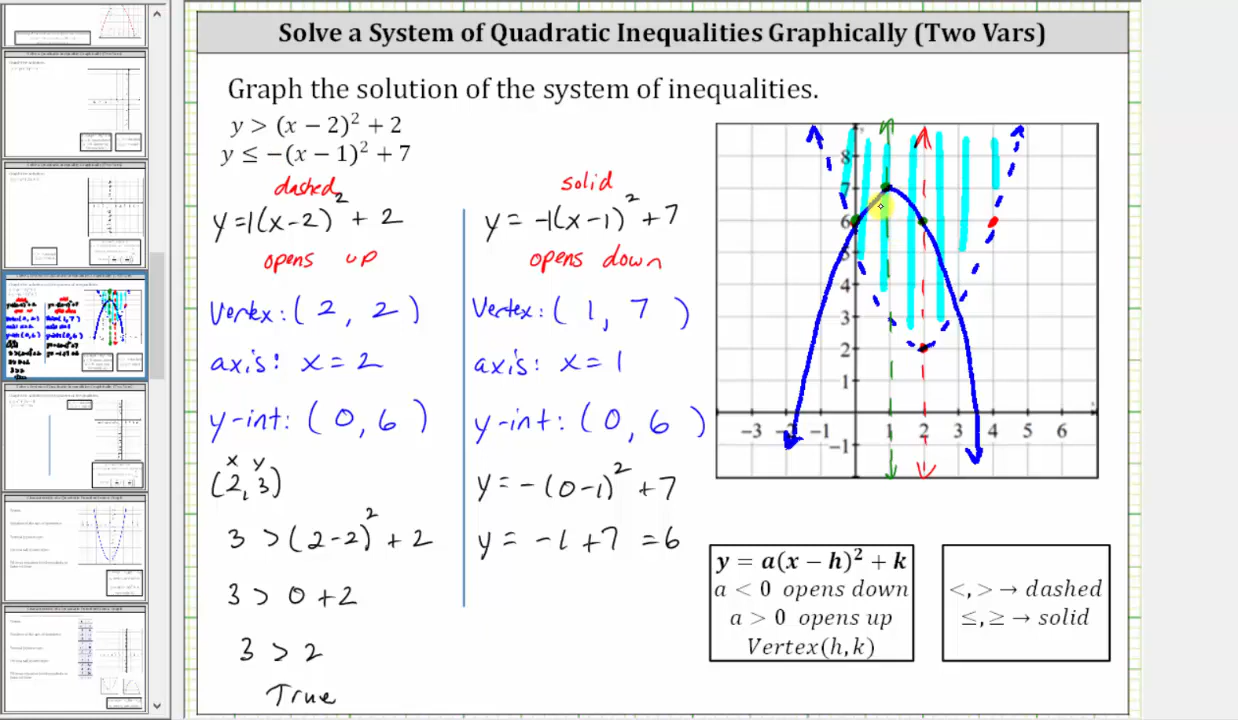 Solve a System of Quadratic Inequalities Graphically (Two Vars)
Graph the solution of the system of inequalities.
y > (x − 2)² + 2
y ≤ −(x − 1)² + 7
dashed
y=1(x-2)² + 2
opens up
Vertex: (2, 2)
axis: x = 2
y-int: (0, 6)
x y
(2, 3)
3 > (2-2)² + 2
3 > 0 + 2
3 > 2
True
solid
y = -1(x-1)² + 7
opens down
Vertex: (1, 7)
axis: x = 1
y-int: (0, 6)
y = -(0-1)² + 7
y = -1 + 7 = 6
8
7
6
5
4
3
2
1
−3 −1 1 2 3 4 5 6
−1
y = a(x − h)² + k
a < 0 opens down
a > 0 opens up
Vertex(h, k)
<, > → dashed
≤, ≥ → solid